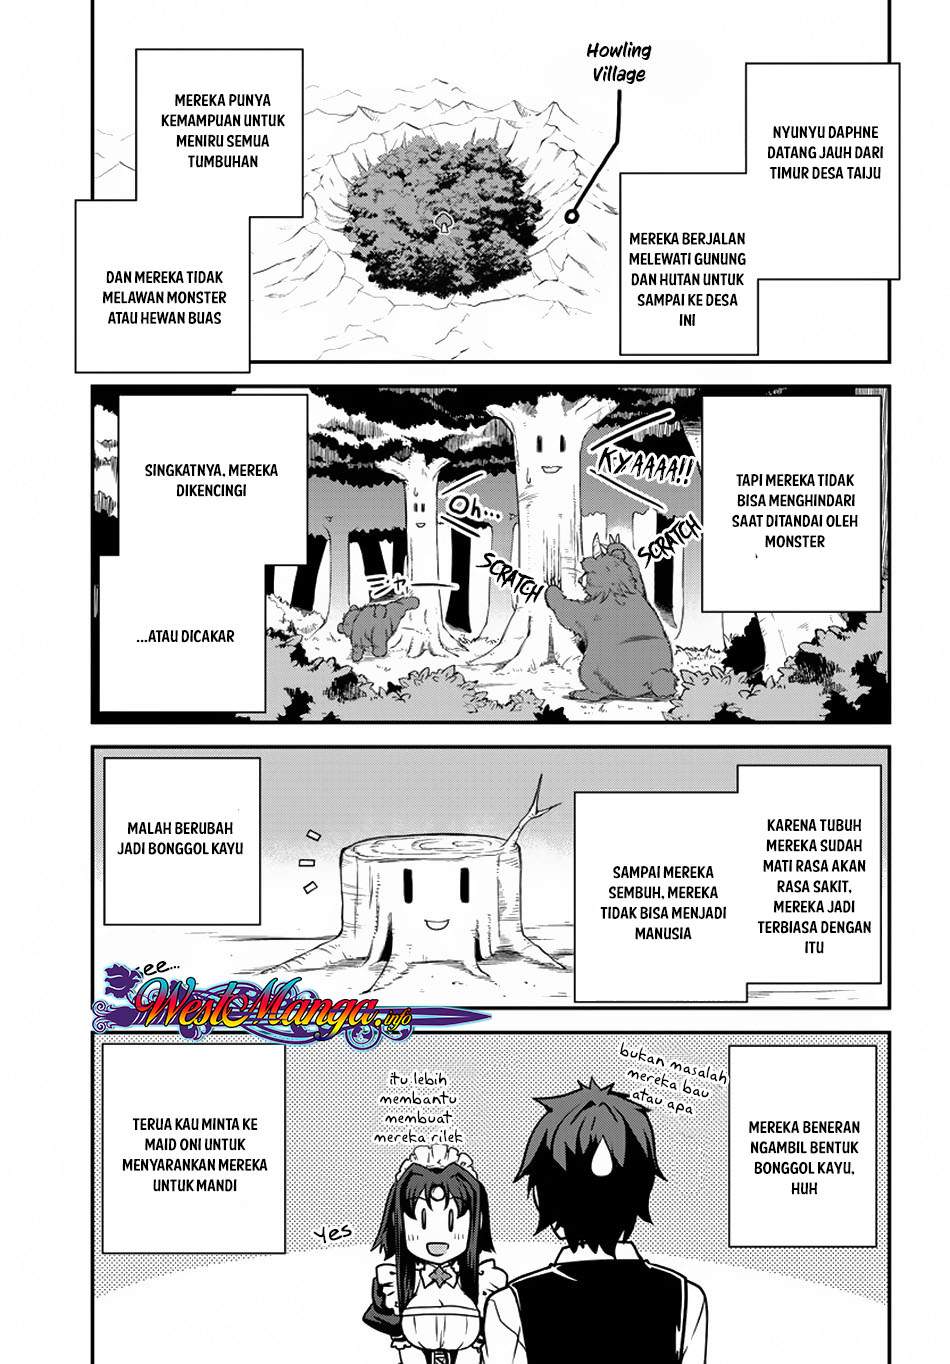 NYUNYU DAPHNE
DATANG JAUH DARI
TIMUR DESA TAIJU
MEREKA BERJALAN
MELEWATI GUNUNG
DAN HUTAN UNTUK
SAMPAI KE DESA
INI
Howling
Village
MEREKA PUNYA
KEMAMPUAN UNTUK
MENIRU SEMUA
TUMBUHAN
DAN MEREKA TIDAK
MELAWAN MONSTER
ATAU HEWAN BUAS
TAPI MEREKA TIDAK
BISA MENGHINDARI
SAAT DITANDAI OLEH
MONSTER
KYAAAA!!
SCRATCH
SCRATCH
Oh...
シャッ
SINGKATNYA, MEREKA
DIKENCINGI
...ATAU DICAKAR
KARENA TUBUH
MEREKA SUDAH
MATI RASA AKAN
RASA SAKIT,
MEREKA JADI
TERBIASA DENGAN
ITU
SAMPAI MEREKA
SEMBUH, MEREKA
TIDAK BISA MENJADI
MANUSIA
MALAH BERUBAH
JADI BONGGOL KAYU
ee...
WestManga.info
MEREKA BENERAN
NGAMBIL BENTUK
BONGGOL KAYU,
HUH
bukan masalah
mereka bau
atau apa
itu lebih
membantu
membuat
mereka rilek
TERUA KAU MINTA KE
MAID ONI UNTUK
MENYARANKAN MEREKA
UNTUK MANDI
Yes